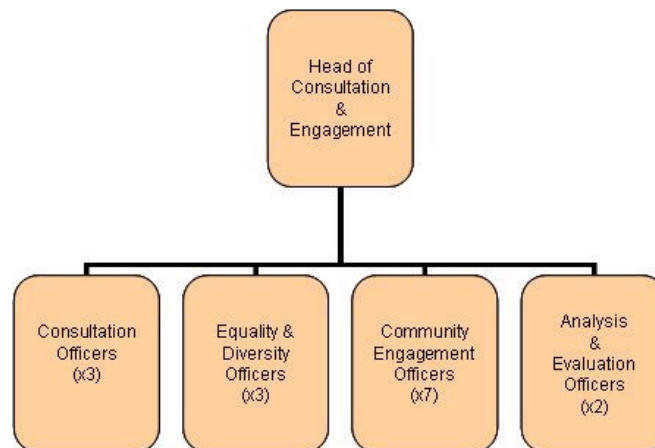 Head of
Consultation
&
Engagement
Consultation
Officers
(x3)
Equality &
Diversity
Officers
(x3)
Community
Engagement
Officers
(x7)
Analysis
&
Evaluation
Officers
(x2)